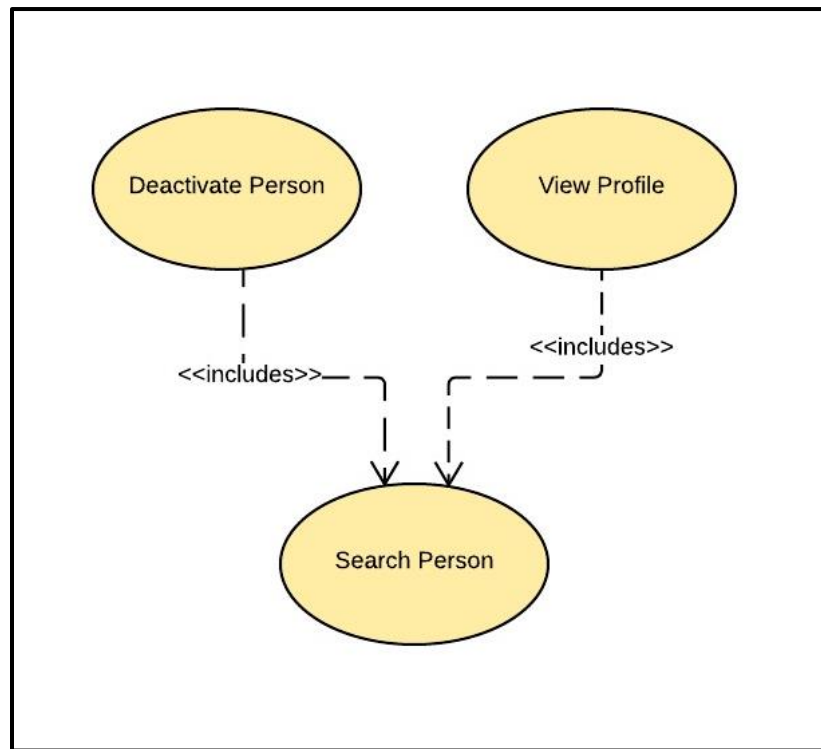 Deactivate Person
View Profile
<<includes>>
<<includes>>
Search Person